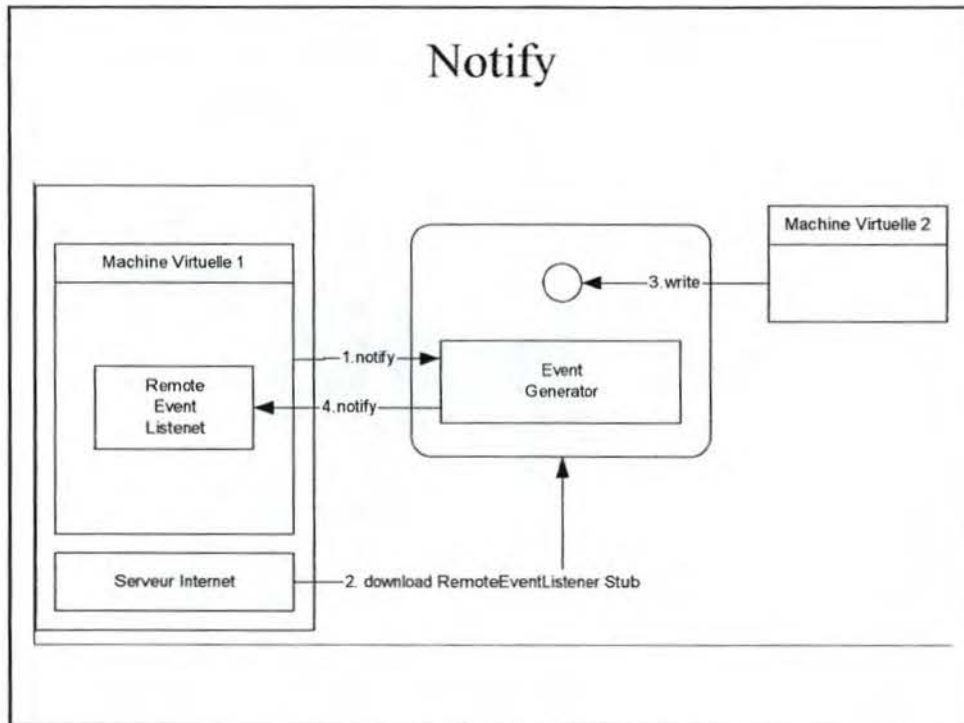 Notify
Machine Virtuelle 1
Machine Virtuelle 2
3.write
1.notify
Event
Generator
Remote
Event
Listenet
4.notify
Serveur Internet
2. download RemoteEventListener Stub